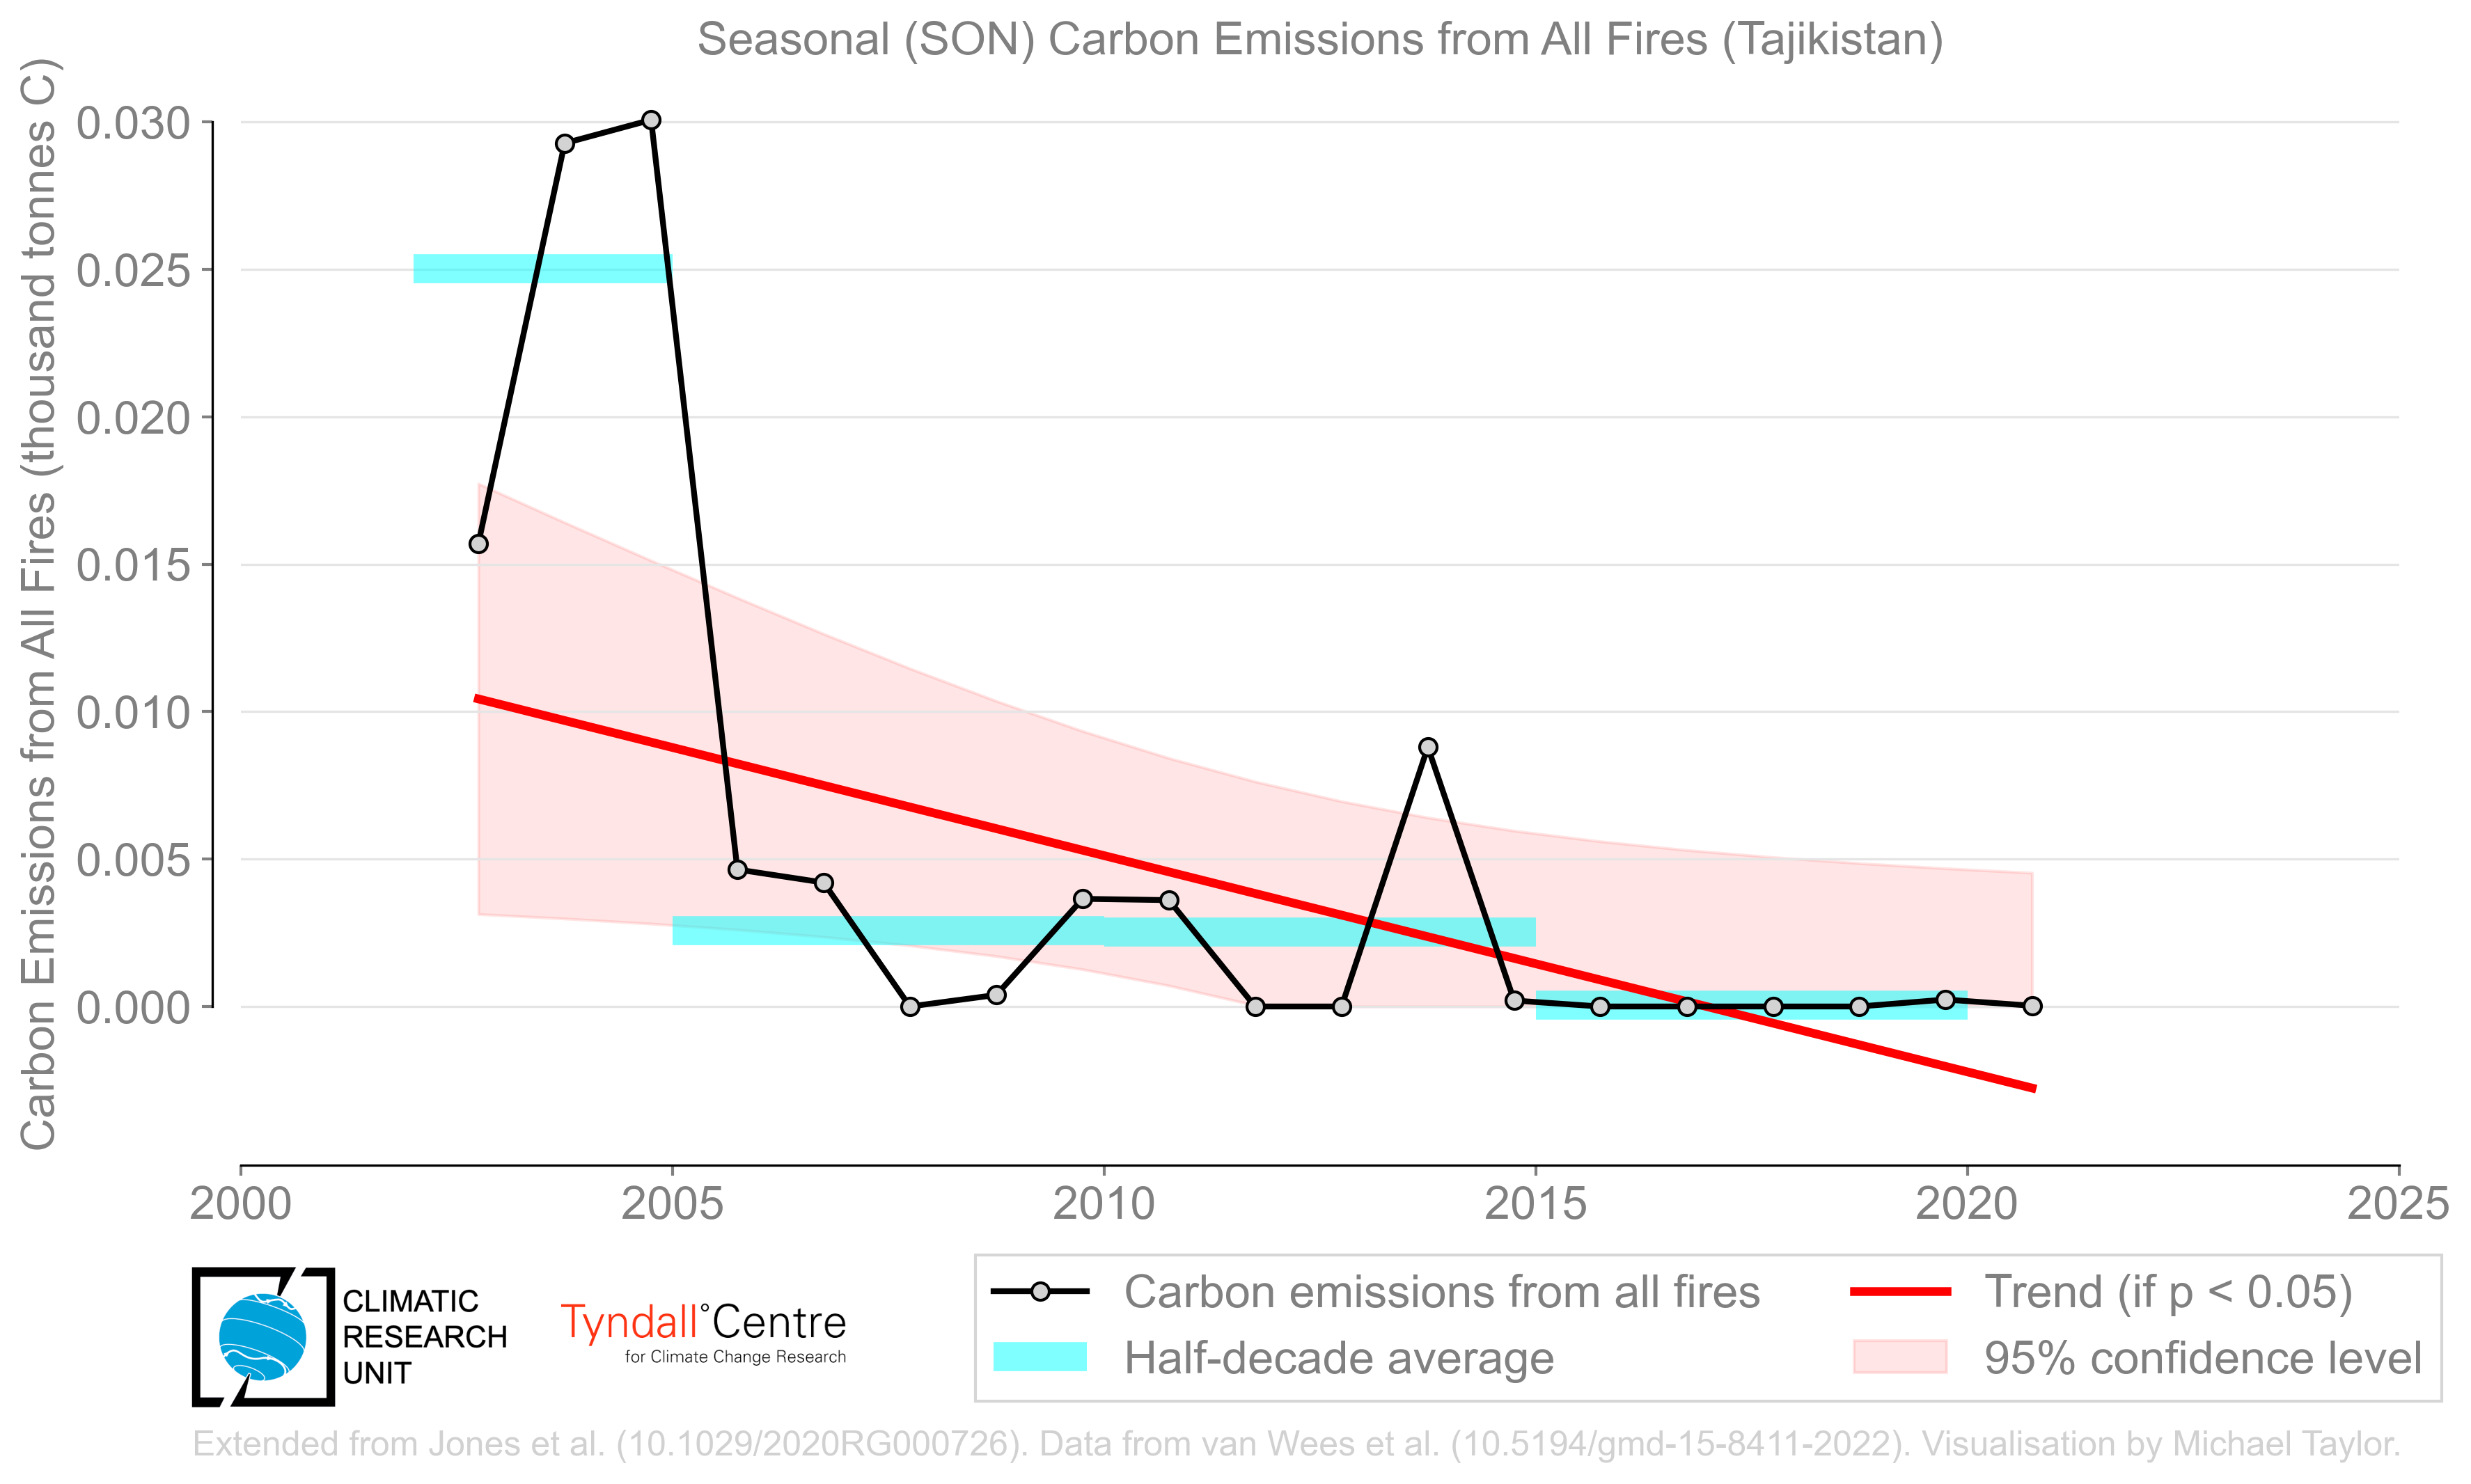 Seasonal (SON) Carbon Emissions from All Fires (Tajikistan)
Carbon Emissions from All Fires (thousand tonnes C)
0.030
0.025
0.020
0.015
0.010
0.005
0.000
2000
2005
2010
2015
2020
2025
CLIMATIC
RESEARCH
UNIT
Tyndall°Centre
for Climate Change Research
Carbon emissions from all fires
Half-decade average
Trend (if p < 0.05)
95% confidence level
Extended from Jones et al. (10.1029/2020RG000726). Data from van Wees et al. (10.5194/gmd-15-8411-2022). Visualisation by Michael Taylor.